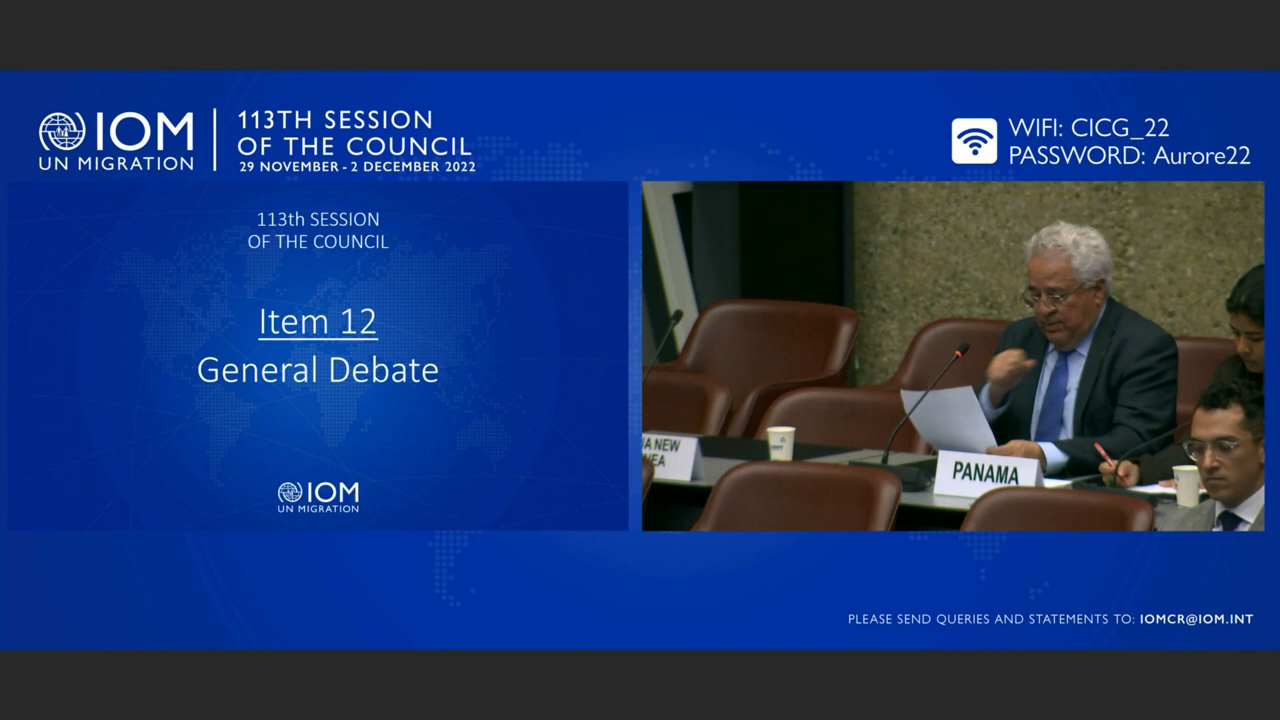 IOM
UN MIGRATION
113TH SESSION
OF THE COUNCIL
29 NOVEMBER - 2 DECEMBER 2022
WIFI: CICG_22
PASSWORD: Aurore22
113th SESSION
OF THE COUNCIL
Item 12
General Debate
IOM
UN MIGRATION
NEW
PANAMA
PLEASE SEND QUERIES AND STATEMENTS TO: IOMCR@IOM.INT